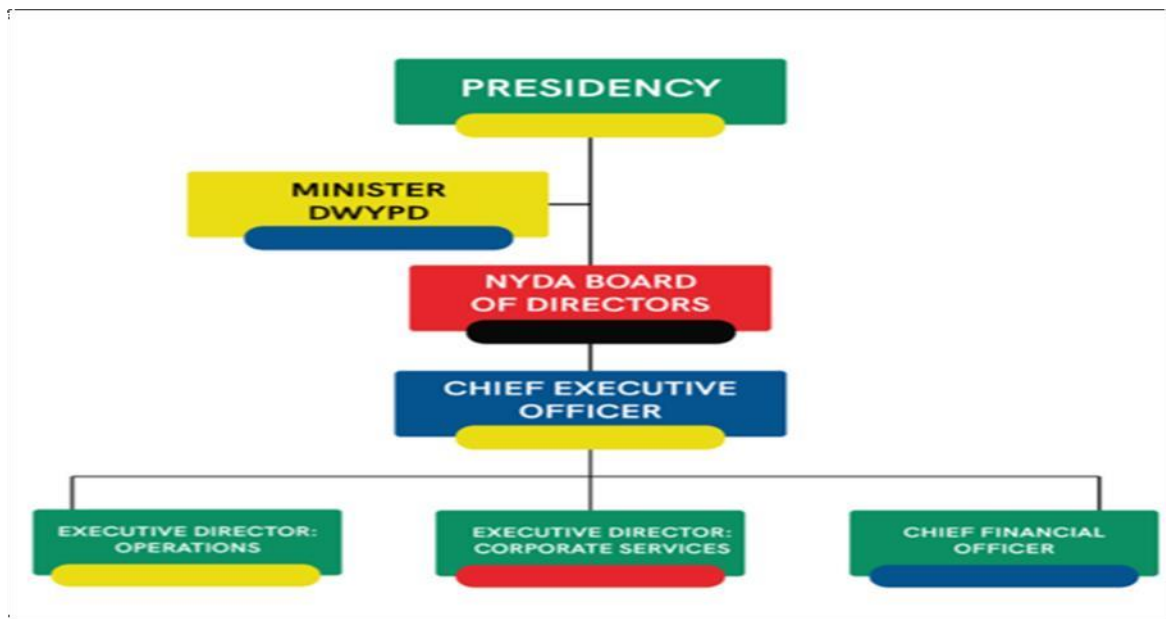 PRESIDENCY
MINISTER
DWYPD
NYDA BOARD
OF DIRECTORS
CHIEF EXECUTIVE
OFFICER
EXECUTIVE DIRECTOR:
OPERATIONS
EXECUTIVE DIRECTOR:
CORPORATE SERVICES
CHIEF FINANCIAL
OFFICER